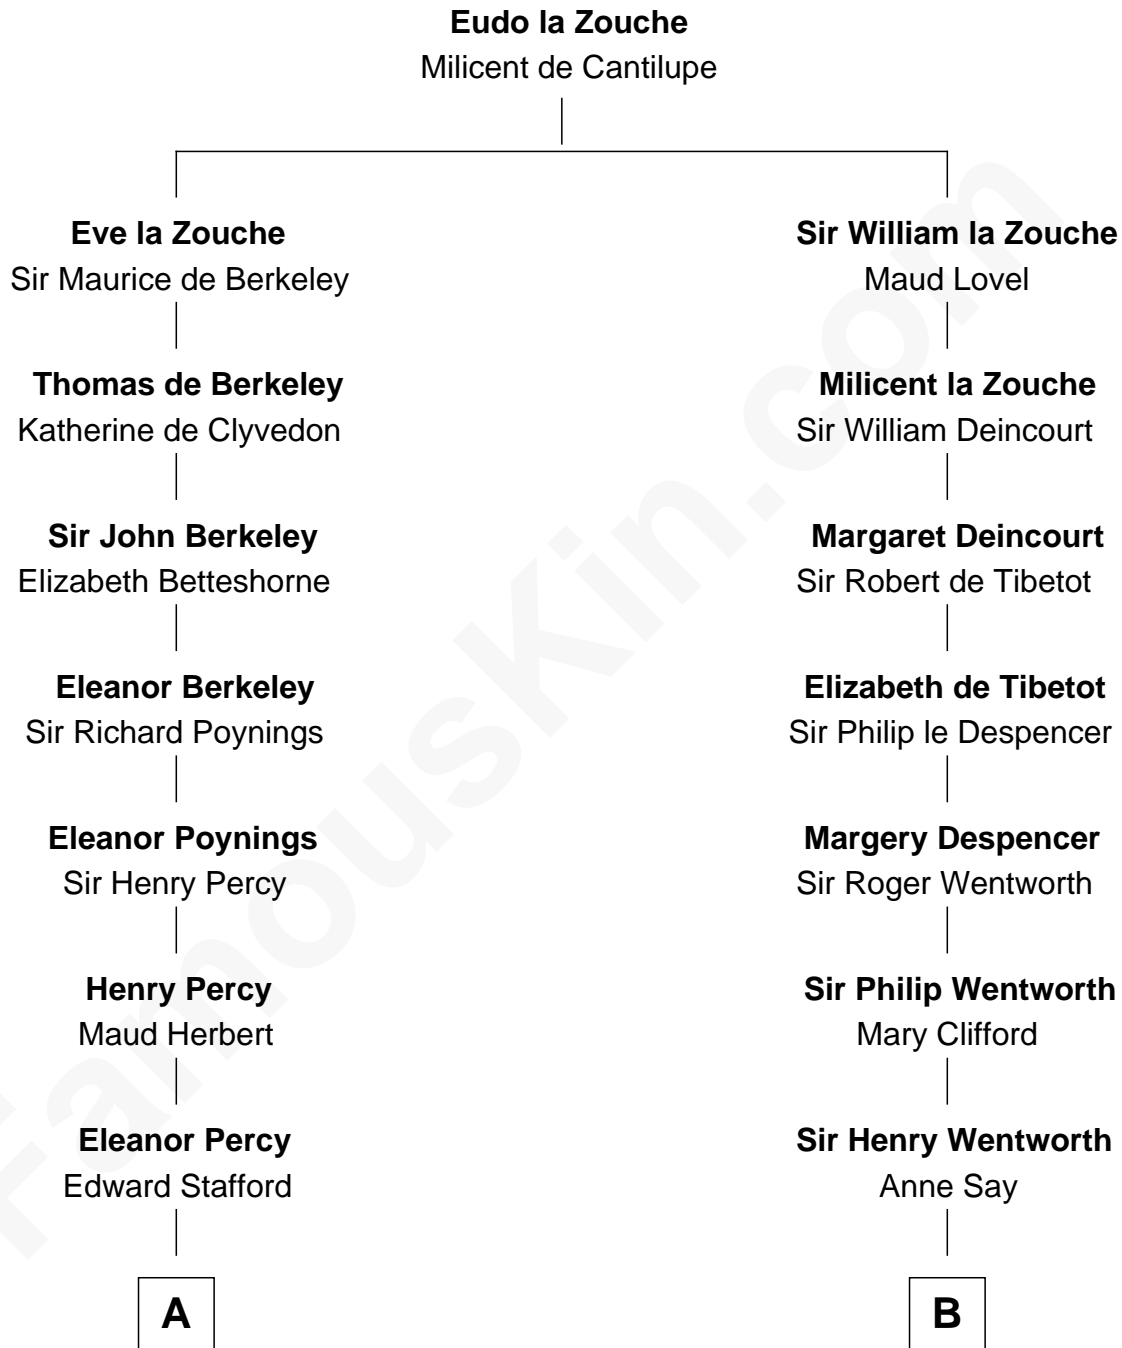 Eudo la Zouche
Milicent de Cantilupe
Eve la Zouche
Sir Maurice de Berkeley
Thomas de Berkeley
Katherine de Clyvedon
Sir John Berkeley
Elizabeth Betteshorne
Eleanor Berkeley
Sir Richard Poynings
Eleanor Poynings
Sir Henry Percy
Henry Percy
Maud Herbert
Eleanor Percy
Edward Stafford
A
Sir William la Zouche
Maud Lovel
Milicent la Zouche
Sir William Deincourt
Margaret Deincourt
Sir Robert de Tibetot
Elizabeth de Tibetot
Sir Philip le Despencer
Margery Despencer
Sir Roger Wentworth
Sir Philip Wentworth
Mary Clifford
Sir Henry Wentworth
Anne Say
B
FamousKin.com